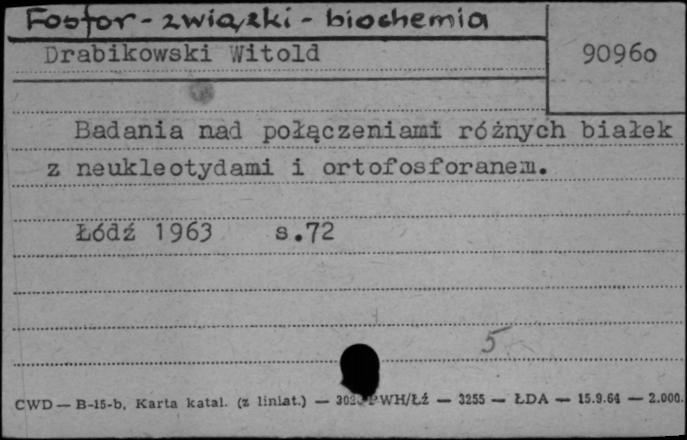 Fosfor - związki - biochemia
Drabikowski Witold
90960
Badania nad połączeniami różnych białek
z neukleotydami i ortofosforanem.
Łódź 1963 s.72
5
CWD — B-15-b, Karta katal. (z liniat.) — PWH/Łź — 3255 — ŁDA — 15.9.64 — 2.000.